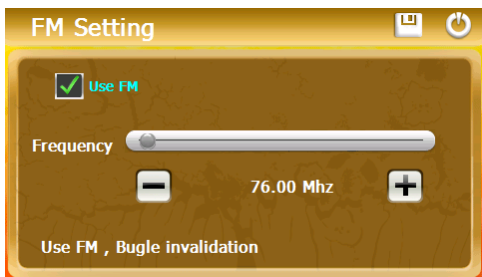 FM Setting
Use FM
Frequency
76.00 Mhz
Use FM , Bugle invalidation